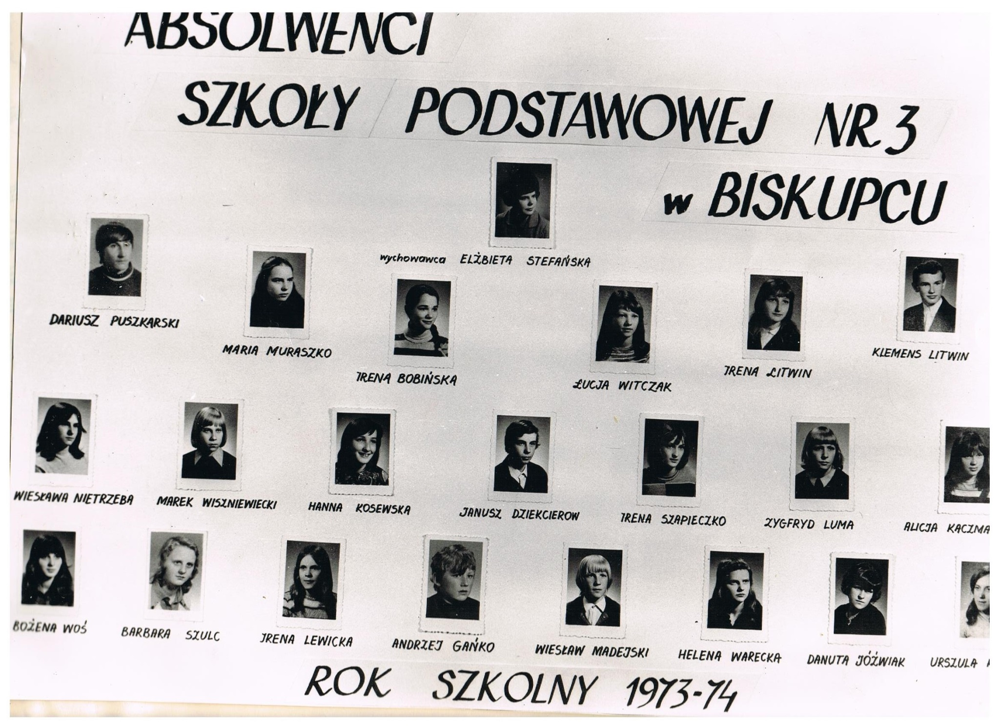 ABSOLWENCI
SZKOŁY PODSTAWOWEJ NR 3
w BISKUPCU
wychowawca ELŻBIETA STEFAŃSKA
DARIUSZ PUSZKARSKI
MARIA MURASZKO
IRENA BOBIŃSKA
ŁUCJA WITCZAK
IRENA LITWIN
KLEMENS LITWIN
WIESŁAWA NIETRZEBA
MAREK WISZNIEWIECKI
HANNA KOSEWSKA
JANUSZ DZIEKCIEROW
IRENA SZAPIECZKO
ZYGFRYD LUMA
ALICJA KACZMA
BOŻENA WOŚ
BARBARA SZULC
IRENA LEWICKA
ANDRZEJ GAŃKO
WIESŁAW MADEJSKI
HELENA WARECKA
DANUTA JÓŹWIAK
URSZULA
ROK SZKOLNY 1973-74